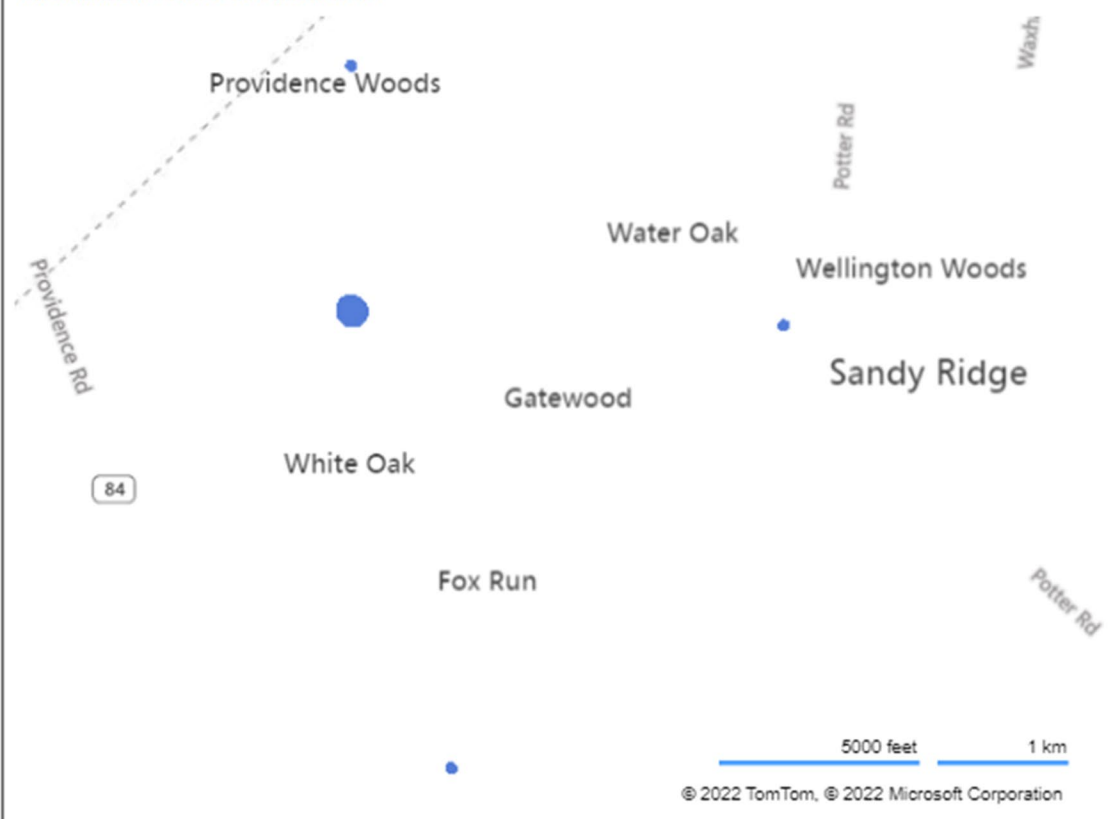 Waxh
Providence Woods
Potter Rd
Water Oak
Wellington Woods
Providence Rd
Sandy Ridge
Gatewood
White Oak
84
Fox Run
Potter Rd
5000 feet 1 km
© 2022 TomTom, © 2022 Microsoft Corporation